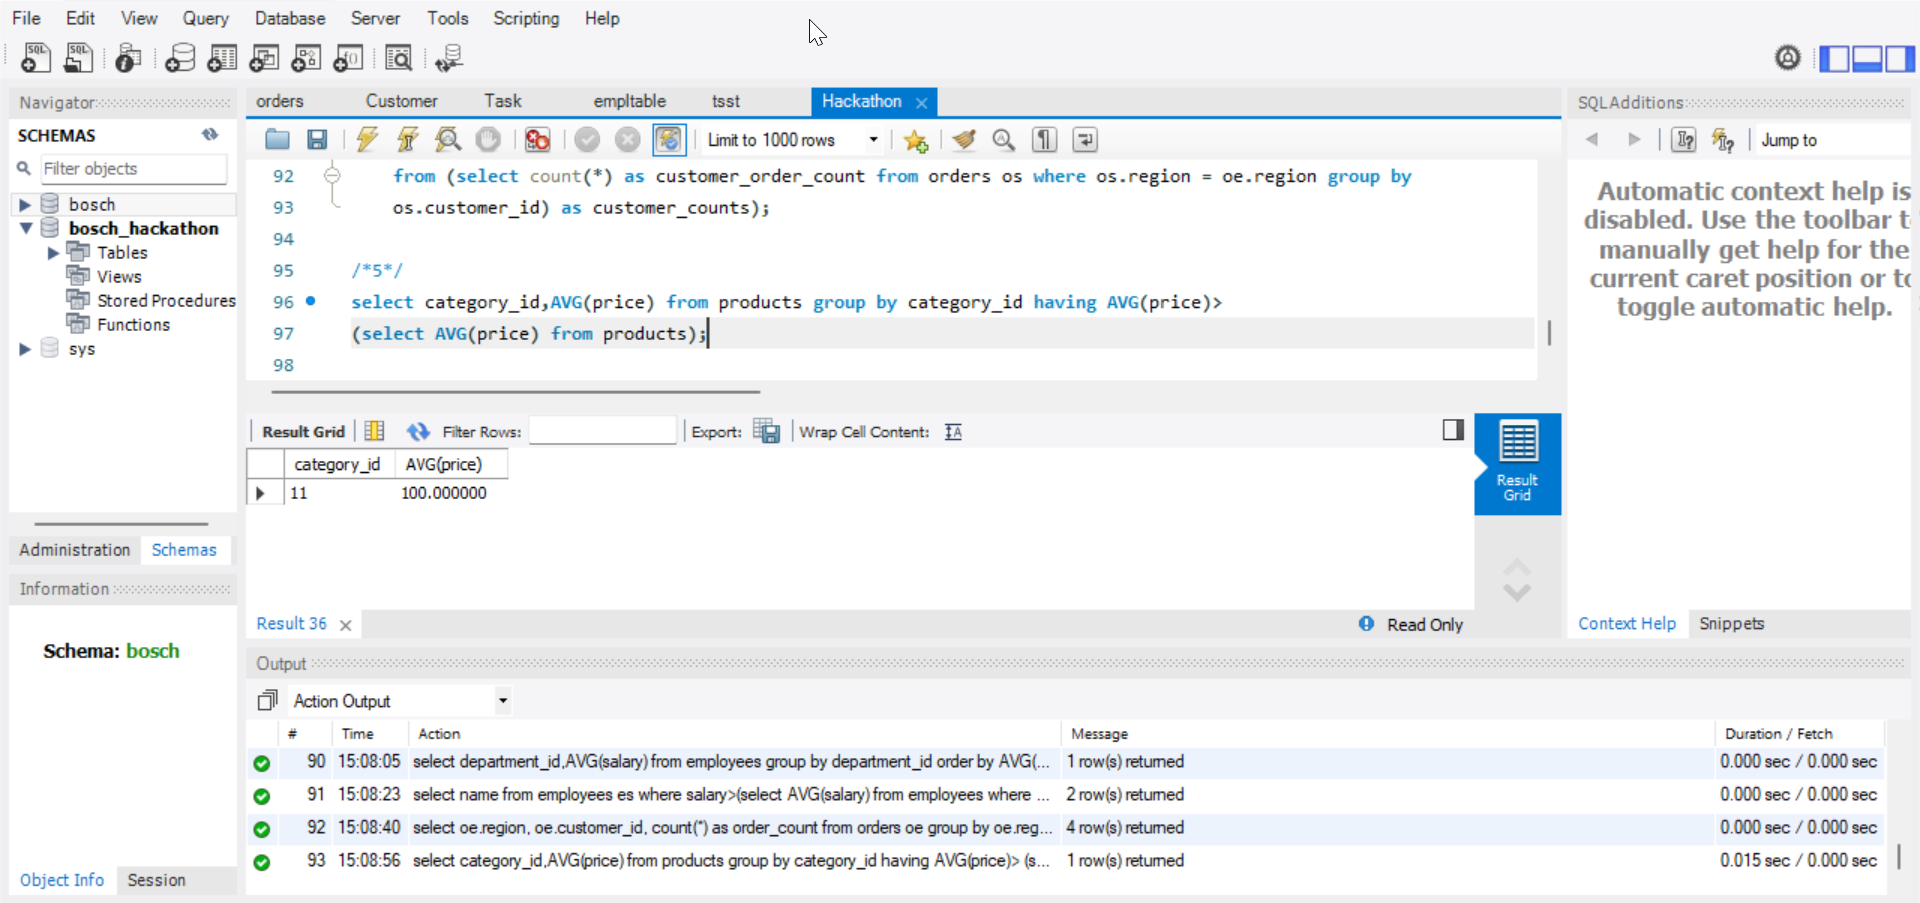 File Edit View Query Database Server Tools Scripting Help
Navigator
SCHEMAS
Filter objects
bosch
bosch_hackathon
Tables
Views
Stored Procedures
Functions
sys
Administration Schemas
Information
Schema: bosch
Object Info Session
orders Customer Task empltable tsst Hackathon
Limit to 1000 rows
92 from (select count(*) as customer_order_count from orders os where os.region = oe.region group by
93 os.customer_id) as customer_counts);
94
95 /*5*/
96 select category_id,AVG(price) from products group by category_id having AVG(price)>
97 (select AVG(price) from products);
98
Result Grid Filter Rows: Export: Wrap Cell Content:
category_id AVG(price)
11 100.000000
Result
Grid
Result 36 Read Only
SQLAdditions
Jump to
Automatic context help is
disabled. Use the toolbar t
manually get help for the
current caret position or to
toggle automatic help.
Context Help Snippets
Output
Action Output
# Time Action Message Duration / Fetch
90 15:08:05 select department_id,AVG(salary) from employees group by department_id order by AVG(... 1 row(s) returned 0.000 sec / 0.000 sec
91 15:08:23 select name from employees es where salary>(select AVG(salary) from employees where ... 2 row(s) returned 0.000 sec / 0.000 sec
92 15:08:40 select oe.region, oe.customer_id, count(*) as order_count from orders oe group by oe.reg... 4 row(s) returned 0.000 sec / 0.000 sec
93 15:08:56 select category_id,AVG(price) from products group by category_id having AVG(price)> (s... 1 row(s) returned 0.015 sec / 0.000 sec